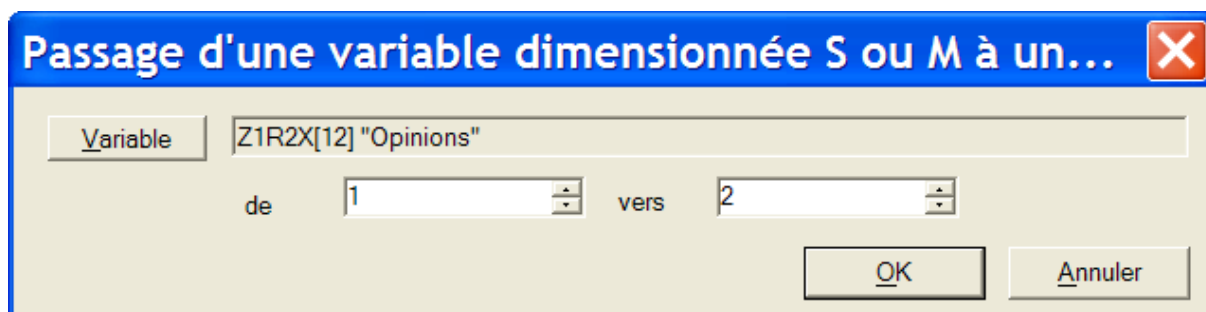 Passage d'une variable dimensionnée S ou M à un...
Variable Z1R2X[12] "Opinions"
de 1 vers 2
OK Annuler